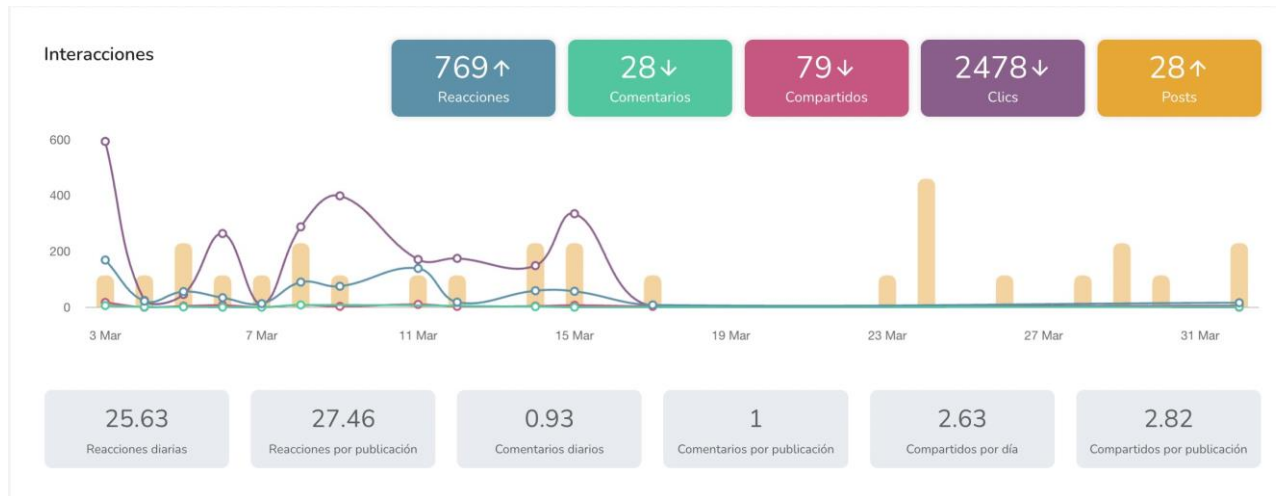 Interacciones
769↑
Reacciones
28↓
Comentarios
79↓
Compartidos
2478↓
Clics
28↑
Posts
600
400
200
0
3 Mar
7 Mar
11 Mar
15 Mar
19 Mar
23 Mar
27 Mar
31 Mar
25.63
Reacciones diarias
27.46
Reacciones por publicación
0.93
Comentarios diarios
1
Comentarios por publicación
2.63
Compartidos por día
2.82
Compartidos por publicación